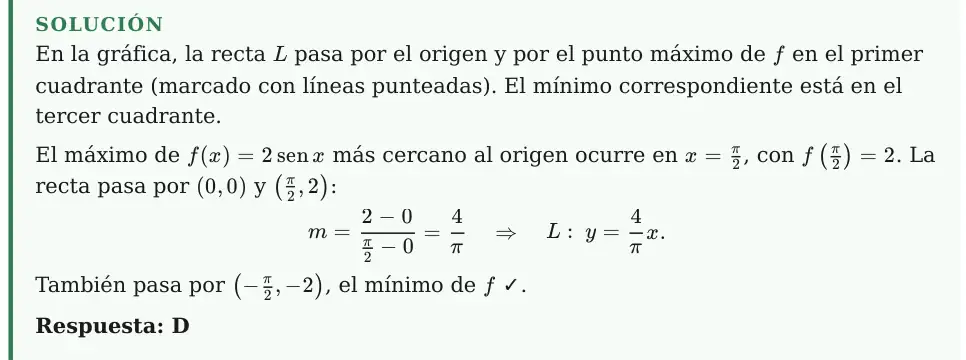 SOLUCIÓN
En la gráfica, la recta L pasa por el origen y por el punto máximo de f en el primer
cuadrante (marcado con líneas punteadas). El mínimo correspondiente está en el
tercer cuadrante.
El máximo de f(x) = 2 sen x más cercano al origen ocurre en x = π/2, con f(π/2) = 2. La
recta pasa por (0,0) y (π/2, 2):
m = (2 − 0)/(π/2 − 0) = 4/π ⇒ L : y = 4/π x.
También pasa por (−π/2, −2), el mínimo de f ✓.
Respuesta: D